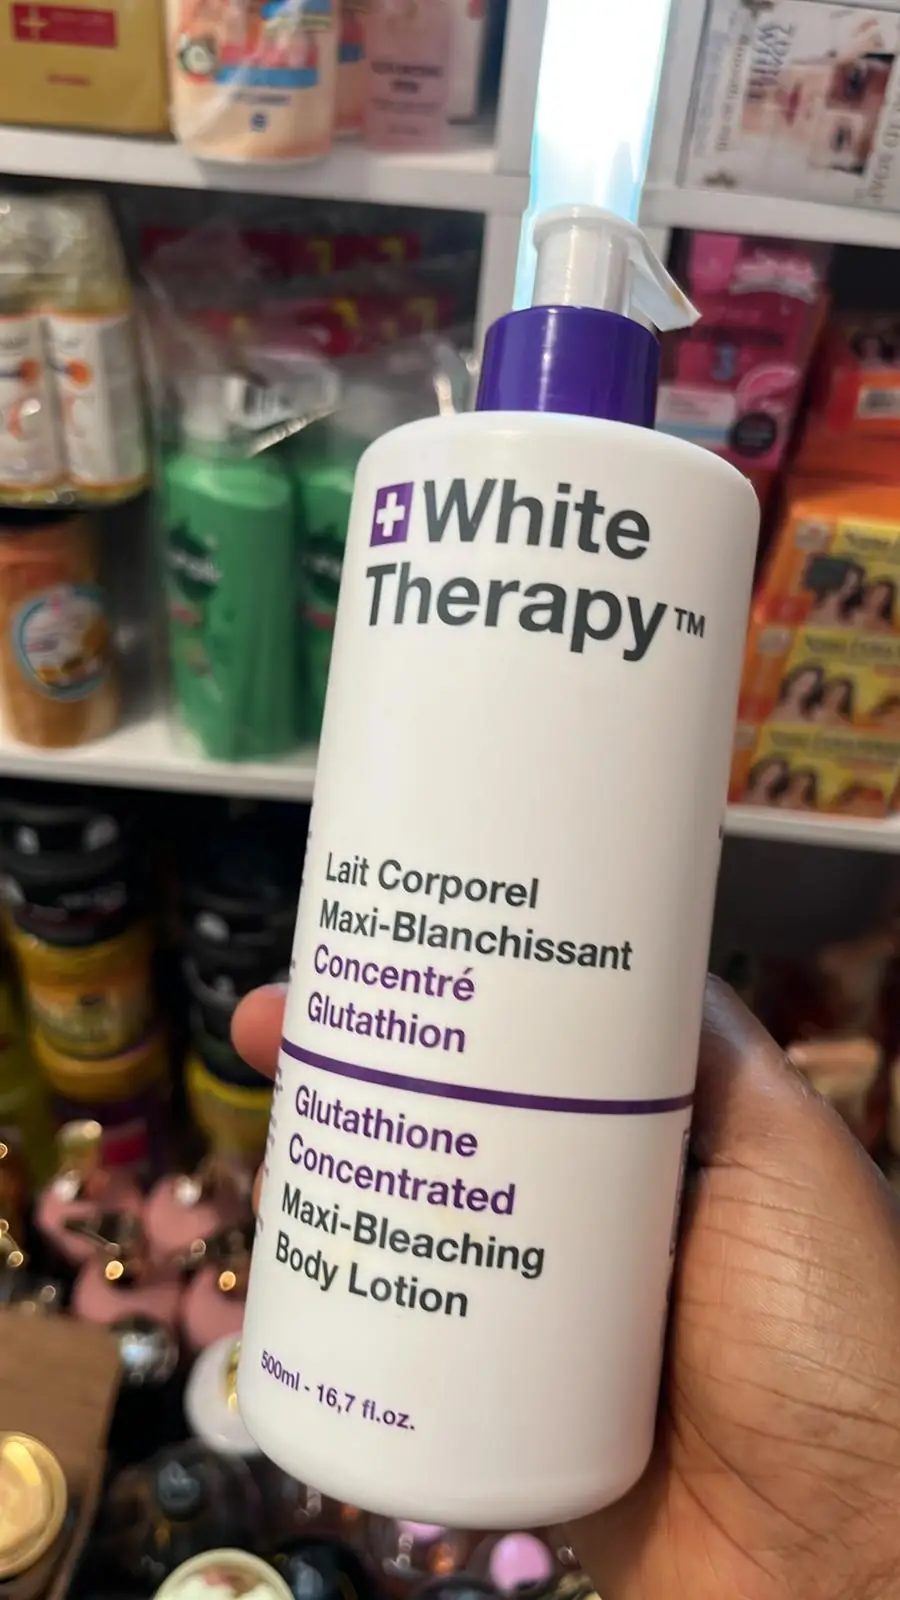 White
Therapy™
Lait Corporel
Maxi-Blanchissant
Concentré
Glutathion
Glutathione
Concentrated
Maxi-Bleaching
Body Lotion
500ml - 16,7 fl.oz.